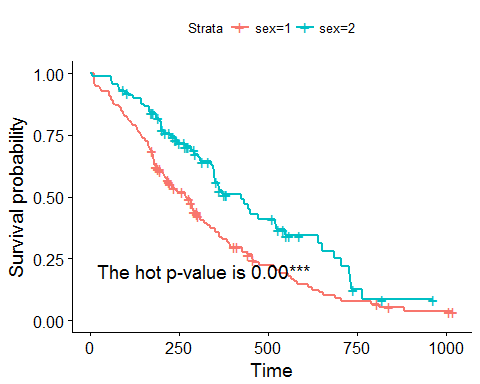 Strata sex=1 sex=2
1.00
0.75
0.50
0.25
0.00
Survival probability
The hot p-value is 0.00***
0 250 500 750 1000
Time